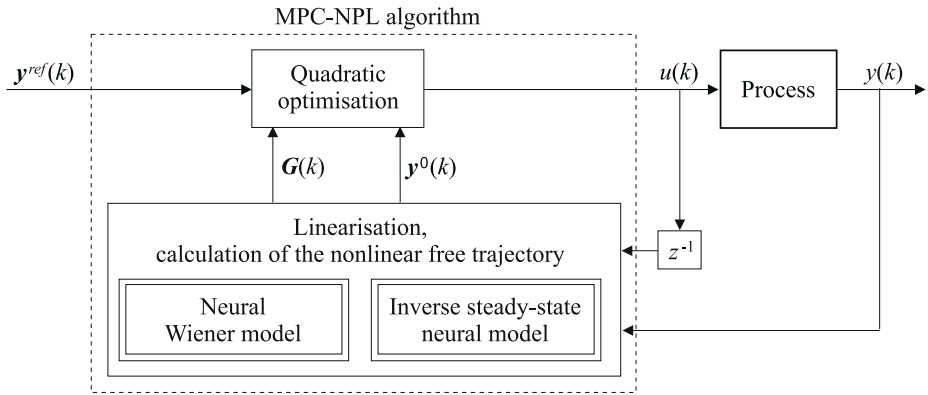 MPC-NPL algorithm
y^ref(k)
Quadratic
optimisation
u(k)
Process
y(k)
G(k)
y^0(k)
Linearisation,
calculation of the nonlinear free trajectory
z^-1
Neural
Wiener model
Inverse steady-state
neural model